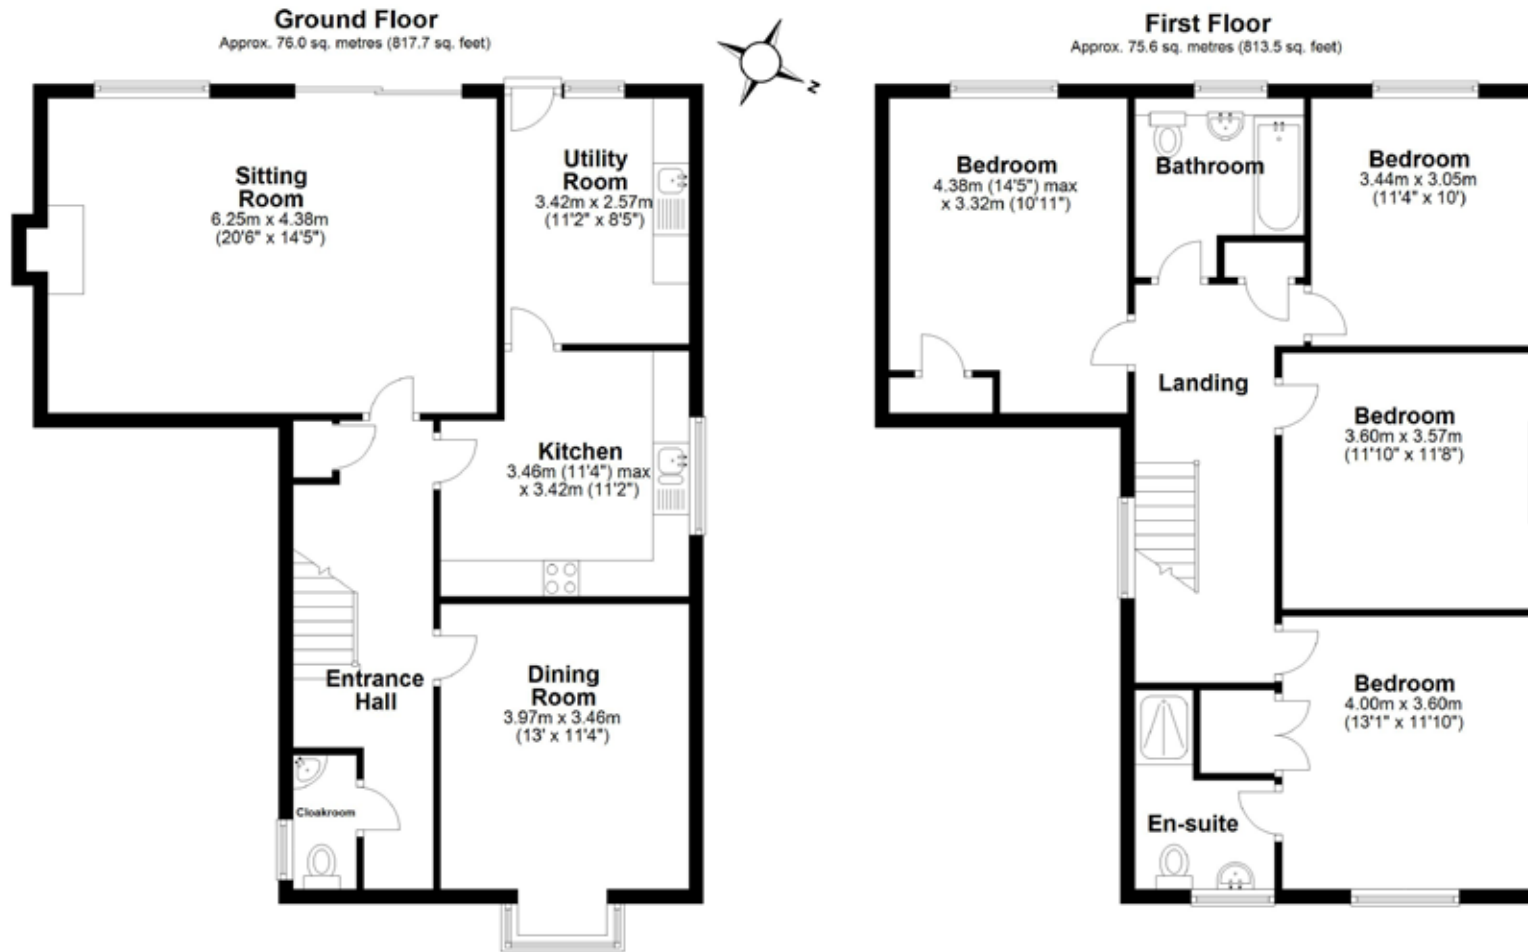 Ground Floor
Approx. 76.0 sq. metres (817.7 sq. feet)
N
Sitting
Room
6.25m x 4.38m
(20'6" x 14'5")
Utility
Room
3.42m x 2.57m
(11'2" x 8'5")
Kitchen
3.46m (11'4") max
x 3.42m (11'2")
Entrance
Hall
Dining
Room
3.97m x 3.46m
(13' x 11'4")
Cloakroom
First Floor
Approx. 75.6 sq. metres (813.5 sq. feet)
Bedroom
4.38m (14'5") max
x 3.32m (10'11")
Bathroom
Bedroom
3.44m x 3.05m
(11'4" x 10')
Landing
Bedroom
3.60m x 3.57m
(11'10" x 11'8")
Bedroom
4.00m x 3.60m
(13'1" x 11'10")
En-suite